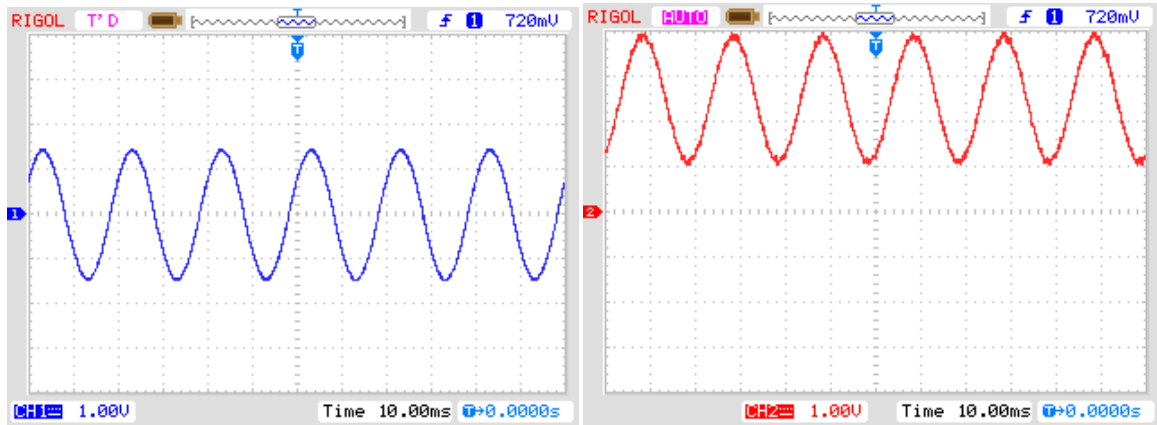 RIGOL T'D T f 1 720mV
T
1
CH1 1.00V Time 10.00ms T→0.0000s
RIGOL AUTO T f 1 720mV
T
2
CH2 1.00V Time 10.00ms T→0.0000s